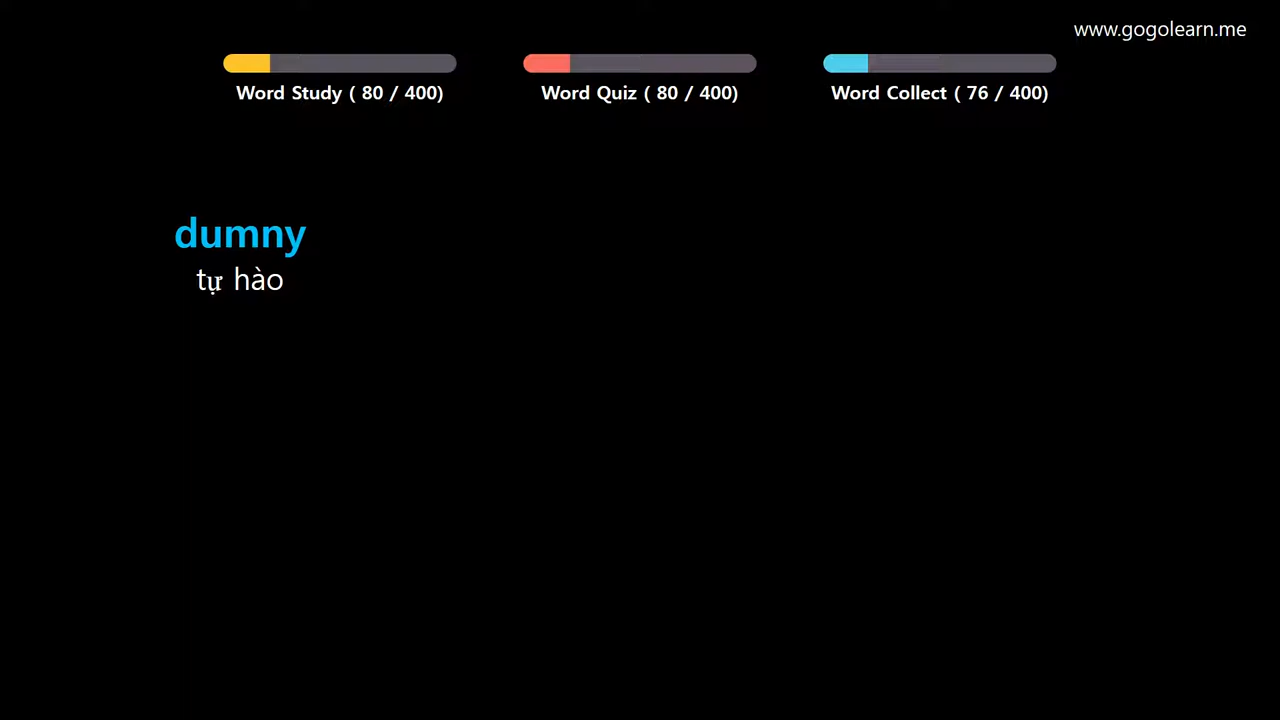 www.gogolearn.me
Word Study ( 80 / 400)
Word Quiz ( 80 / 400)
Word Collect ( 76 / 400)
dumny
tự hào